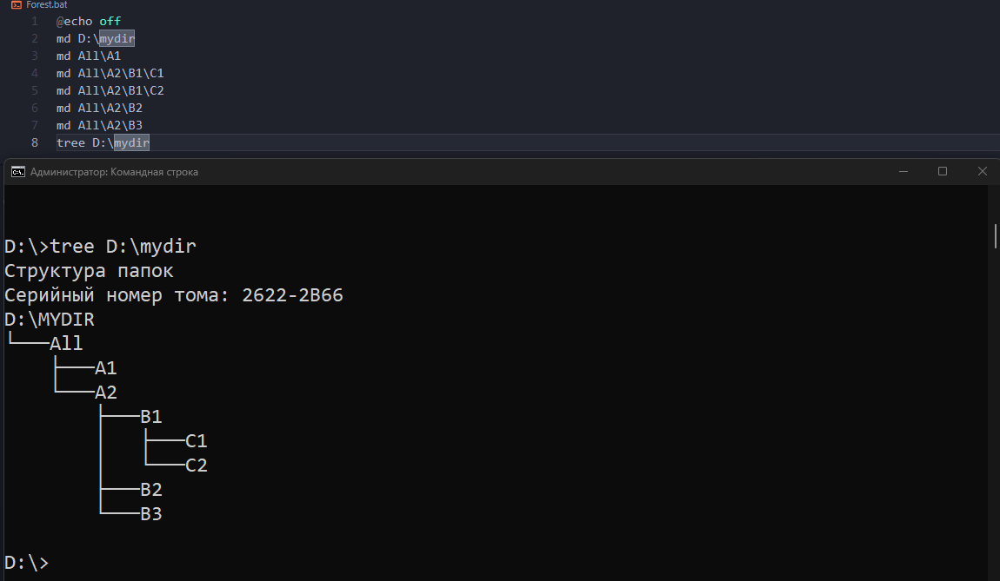 Forest.bat
1 @echo off
2 md D:\mydir
3 md All\A1
4 md All\A2\B1\C1
5 md All\A2\B1\C2
6 md All\A2\B2
7 md All\A2\B3
8 tree D:\mydir
Администратор: Командная строка
D:\>tree D:\mydir
Структура папок
Серийный номер тома: 2622-2B66
D:\MYDIR
└───All
    ├───A1
    └───A2
        ├───B1
        │   ├───C1
        │   └───C2
        ├───B2
        └───B3
D:\>